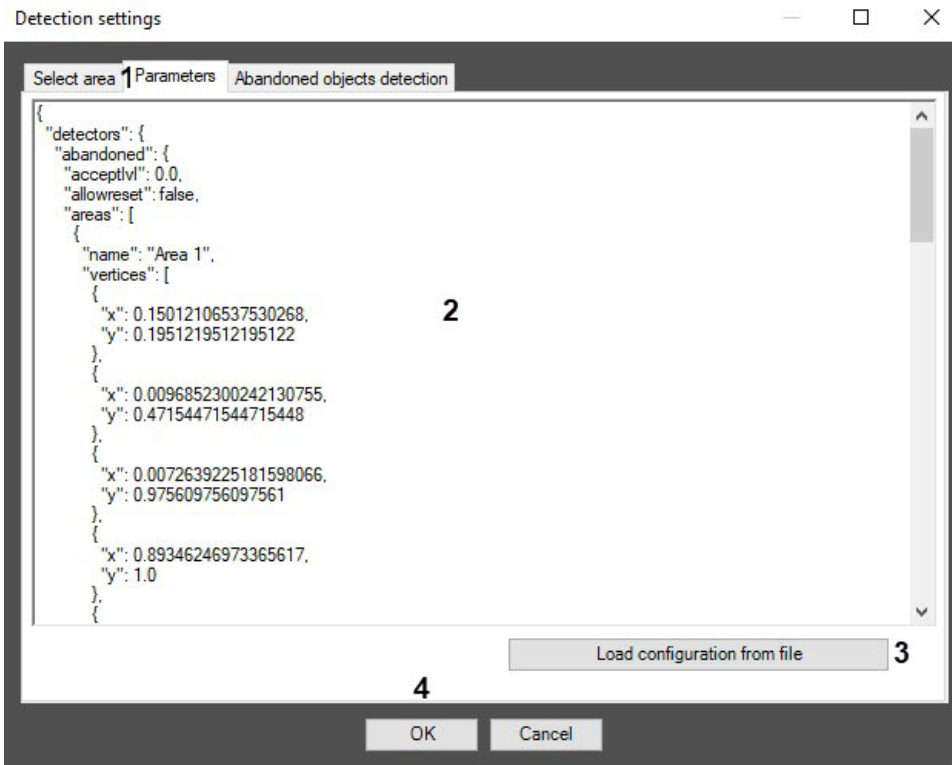 Detection settings
Select area 1 Parameters Abandoned objects detection
{
"detectors": {
"abandoned": {
"acceptlvl": 0.0,
"allowreset": false,
"areas": [
{
"name": "Area 1",
"vertices": [
{
"x": 0.15012106537530268,
2
"y": 0.1951219512195122
},
{
"x": 0.0096852300242130755,
"y": 0.47154471544715448
},
{
"x": 0.0072639225181598066,
"y": 0.975609756097561
},
{
"x": 0.89346246973365617,
"y": 1.0
},
{
Load configuration from file 3
4
OK Cancel